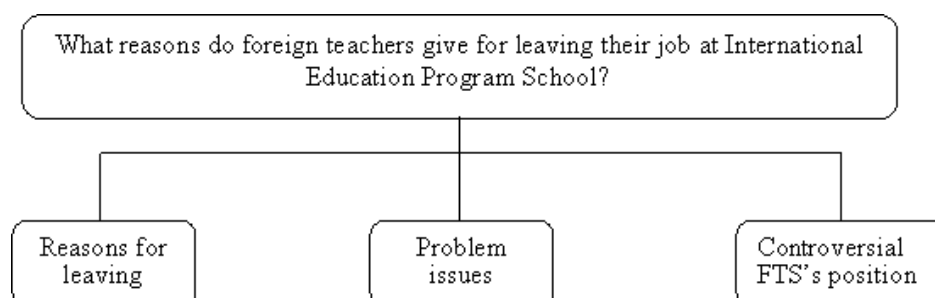 What reasons do foreign teachers give for leaving their job at International
Education Program School?
Reasons for
leaving
Problem
issues
Controversial
FTS's position